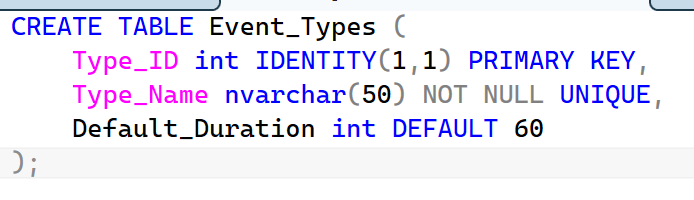 CREATE TABLE Event_Types (
    Type_ID int IDENTITY(1,1) PRIMARY KEY,
    Type_Name nvarchar(50) NOT NULL UNIQUE,
    Default_Duration int DEFAULT 60
);